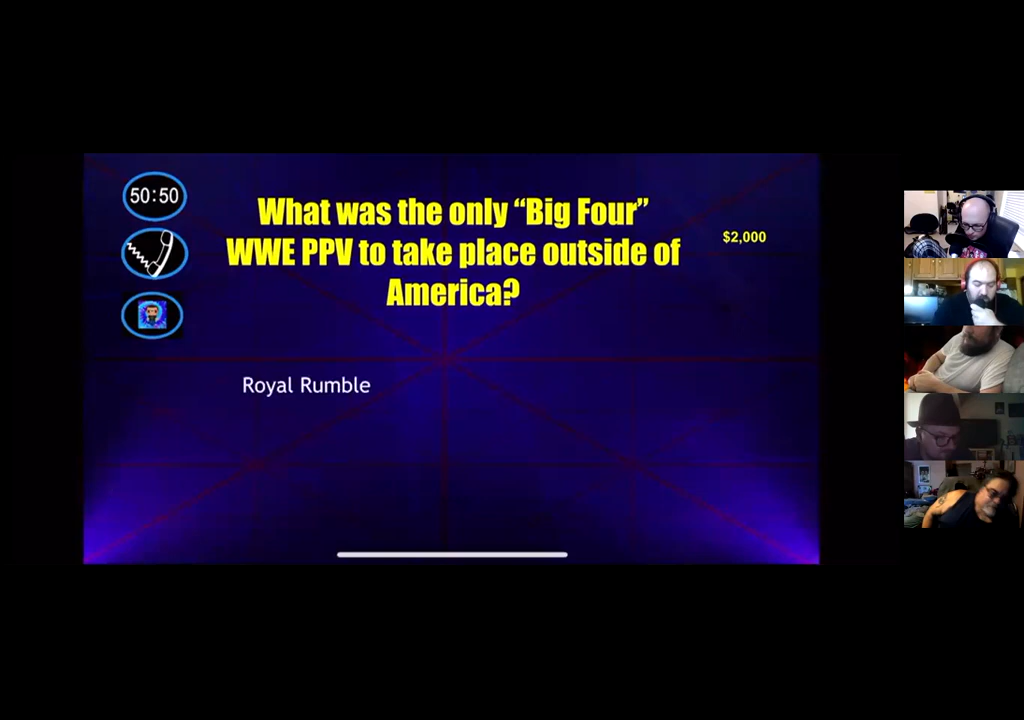 50:50
What was the only “Big Four”
WWE PPV to take place outside of
America?
$2,000
Royal Rumble